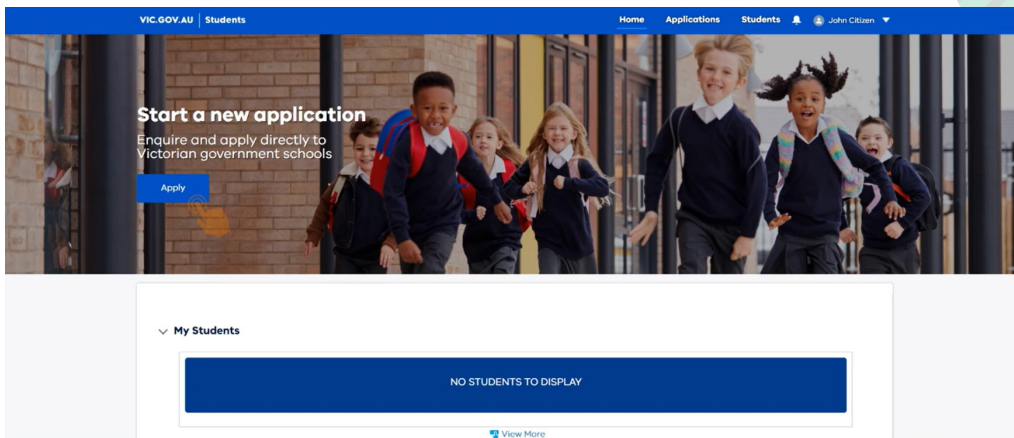 VIC.GOV.AU Students Home Applications Students John Citizen
Start a new application
Enquire and apply directly to
Victorian government schools
Apply
My Students
NO STUDENTS TO DISPLAY
View More